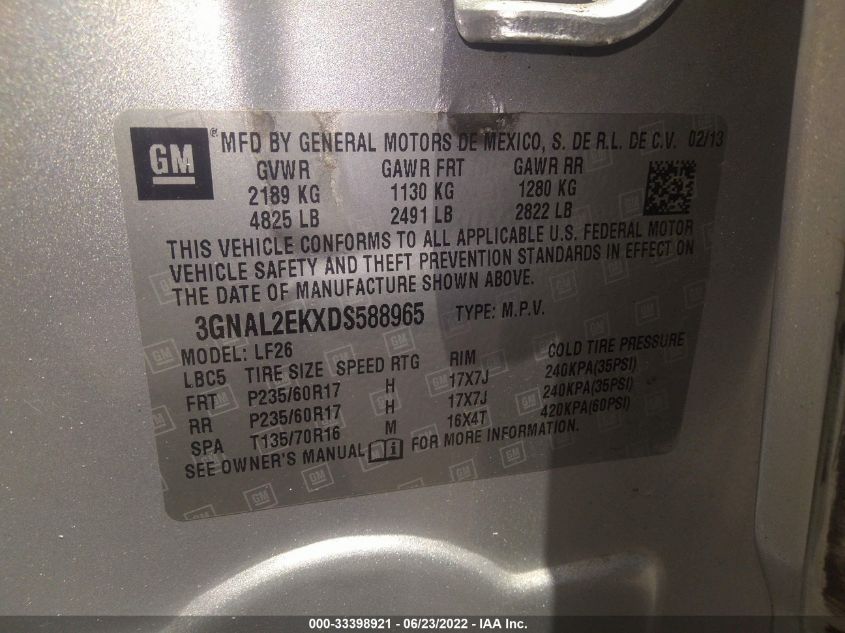 GM
® MFD BY GENERAL MOTORS DE MEXICO, S. DE R.L. DE C.V. 02/13
GVWR GAWR FRT GAWR RR
2189 KG 1130 KG 1280 KG
4825 LB 2491 LB 2822 LB
THIS VEHICLE CONFORMS TO ALL APPLICABLE U.S. FEDERAL MOTOR
VEHICLE SAFETY AND THEFT PREVENTION STANDARDS IN EFFECT ON
THE DATE OF MANUFACTURE SHOWN ABOVE.
3GNAL2EKXDS588965 TYPE: M.P.V.
MODEL: LF26
LBC5 TIRE SIZE SPEED RTG RIM COLD TIRE PRESSURE
FRT P235/60R17 H 17X7J 240KPA(35PSI)
RR P235/60R17 H 17X7J 240KPA(35PSI)
SPA T135/70R16 M 16X4T 420KPA(60PSI)
SEE OWNER'S MANUAL FOR MORE INFORMATION.
000-33398921 - 06/23/2022 - IAA Inc.